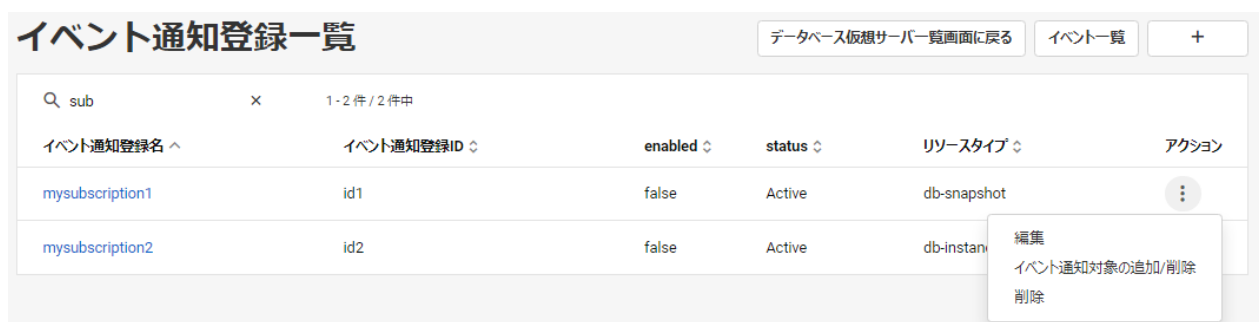 イベント通知登録一覧
データベース仮想サーバ一覧画面に戻る イベント一覧 +
sub × 1 - 2 件 / 2 件中
イベント通知登録名 イベント通知登録ID enabled status リソースタイプ アクション
mysubscription1 id1 false Active db-snapshot
mysubscription2 id2 false Active db-instan
編集
イベント通知対象の追加/削除
削除